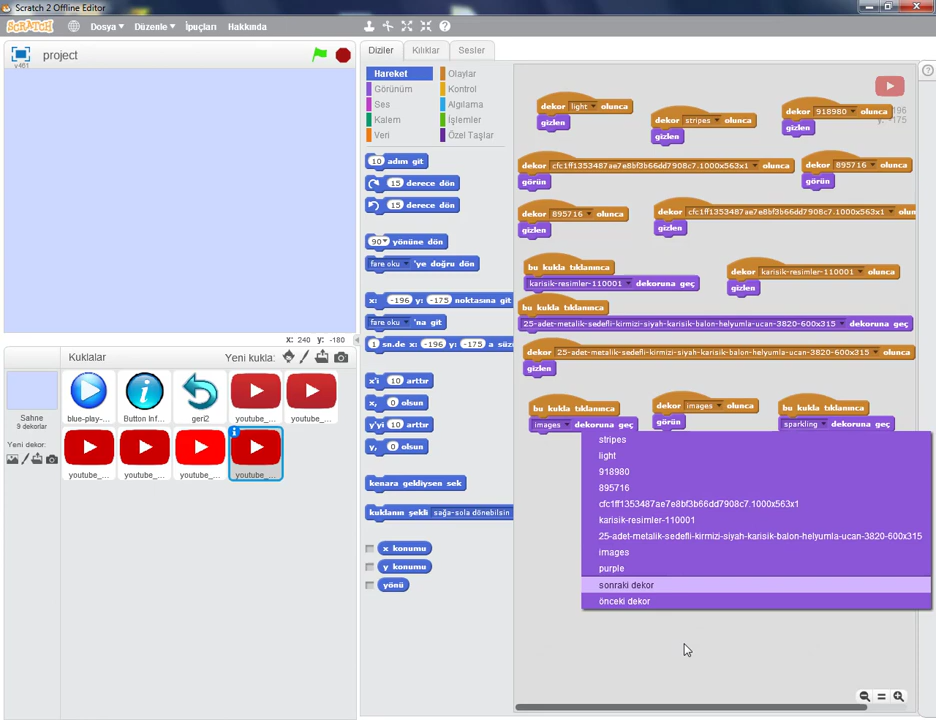 Scratch 2 Offline Editor
SCRATCH
Dosya
Düzenle
İpuçları
Hakkında
v461
project
Diziler
Kılıklar
Sesler
Hareket
Görünüm
Ses
Kalem
Veri
Olaylar
Kontrol
Algılama
İşlemler
Özel Taşlar
10 adım git
15 derece dön
15 derece dön
90 yönüne dön
fare oku 'ye doğru dön
x: -196 y: -175 noktasına git
fare oku 'na git
1 sn.de x: -196 y: -175 a süz
x'i 10 arttır
x, 0 olsun
y'yi 10 arttır
y, 0 olsun
kenara geldiysen sek
kuklanın şekli sağa-sola dönebilsin
x konumu
y konumu
yönü
dekor light olunca
gizlen
dekor stripes olunca
gizlen
dekor 918980 olunca
gizlen
y: -175
dekor cfc1ff1353487ae7e8bf3b66dd7908c7.1000x563x1 olunca
görün
dekor 895716 olunca
görün
dekor 895716 olunca
gizlen
dekor cfc1ff1353487ae7e8bf3b66dd7908c7.1000x563x1 olun
gizlen
bu kukla tıklanınca
karisik-resimler-110001 dekoruna geç
dekor karisik-resimler-110001 olunca
gizlen
bu kukla tıklanınca
25-adet-metalik-sedefli-kirmizi-siyah-karisik-balon-helyumla-ucan-3820-600x315 dekoruna geç
dekor 25-adet-metalik-sedefli-kirmizi-siyah-karisik-balon-helyumla-ucan-3820-600x315 olunca
gizlen
bu kukla tıklanınca
images dekoruna geç
dekor images olunca
görün
bu kukla tıklanınca
sparkling dekoruna geç
stripes
light
918980
895716
cfc1ff1353487ae7e8bf3b66dd7908c7.1000x563x1
karisik-resimler-110001
25-adet-metalik-sedefli-kirmizi-siyah-karisik-balon-helyumla-ucan-3820-600x315
images
purple
sonraki dekor
önceki dekor
x: 240 y: -180
Kuklalar
Yeni kukla:
Sahne
9 dekorlar
Yeni dekor:
blue-play-...
Button Inf...
geri2
youtube_...
youtube_...
youtube_...
youtube_...
youtube_...
youtube_...